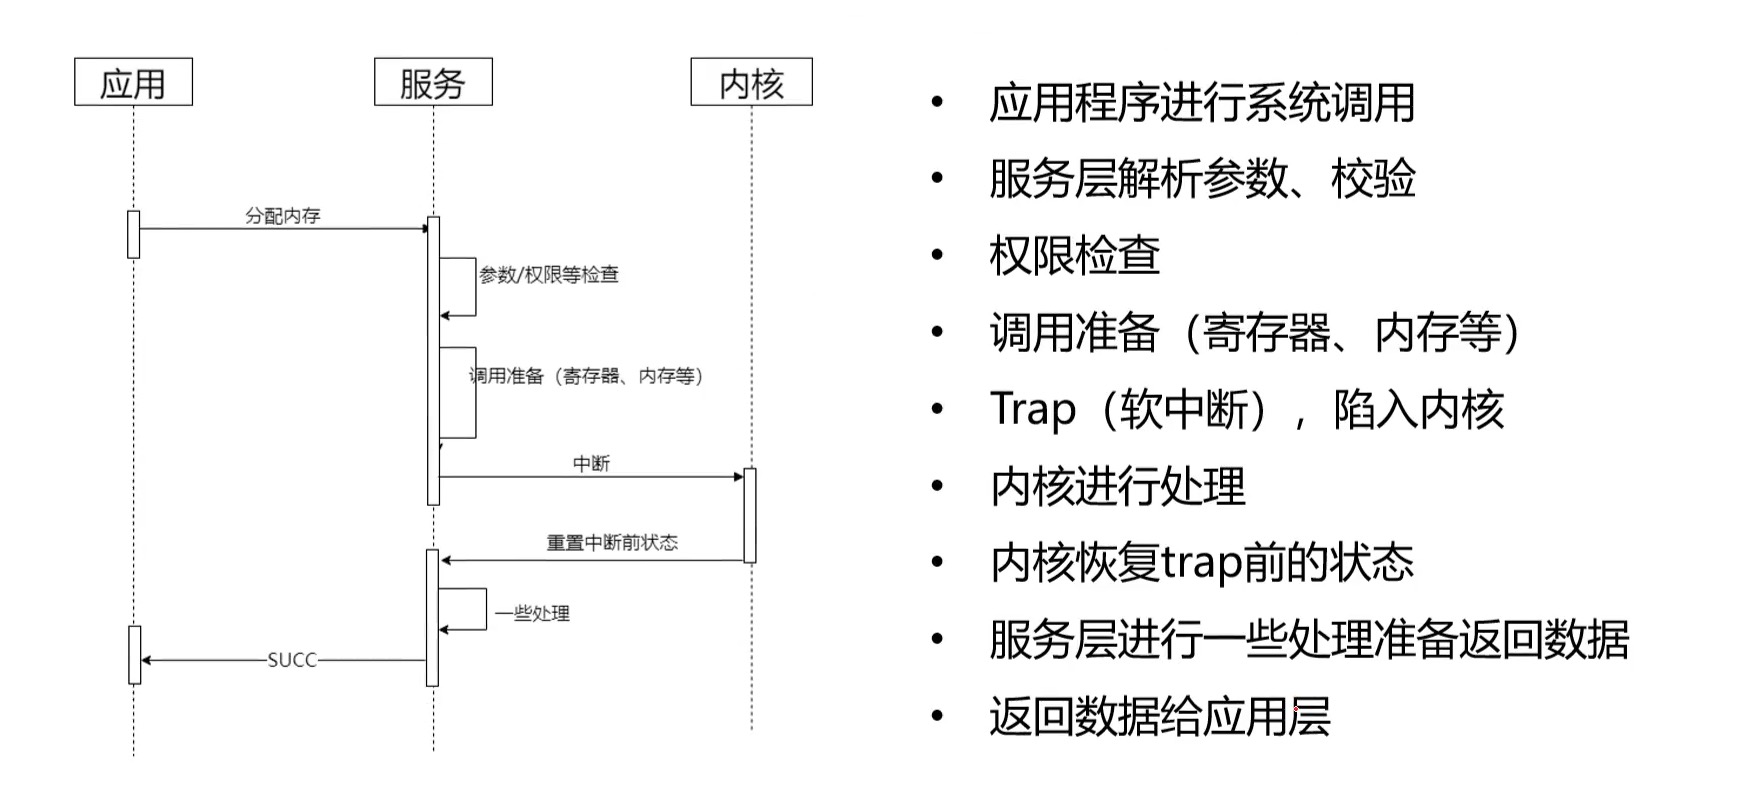 应用
服务
内核
分配内存
参数/权限等检查
调用准备（寄存器、内存等）
中断
重置中断前状态
一些处理
SUCC
• 应用程序进行系统调用
• 服务层解析参数、校验
• 权限检查
• 调用准备（寄存器、内存等）
• Trap（软中断），陷入内核
• 内核进行处理
• 内核恢复trap前的状态
• 服务层进行一些处理准备返回数据
• 返回数据给应用层